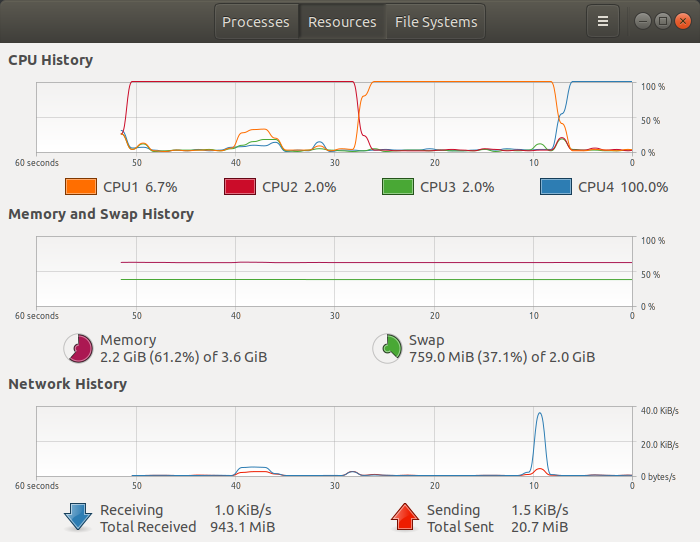 Processes Resources File Systems
CPU History
100 %
50 %
0 %
60 seconds 50 40 30 20 10 0
CPU1 6.7% CPU2 2.0% CPU3 2.0% CPU4 100.0%
Memory and Swap History
100 %
50 %
0 %
60 seconds 50 40 30 20 10 0
Memory
2.2 GiB (61.2%) of 3.6 GiB
Swap
759.0 MiB (37.1%) of 2.0 GiB
Network History
40.0 KiB/s
20.0 KiB/s
0 bytes/s
60 seconds 50 40 30 20 10 0
Receiving 1.0 KiB/s
Total Received 943.1 MiB
Sending 1.5 KiB/s
Total Sent 20.7 MiB